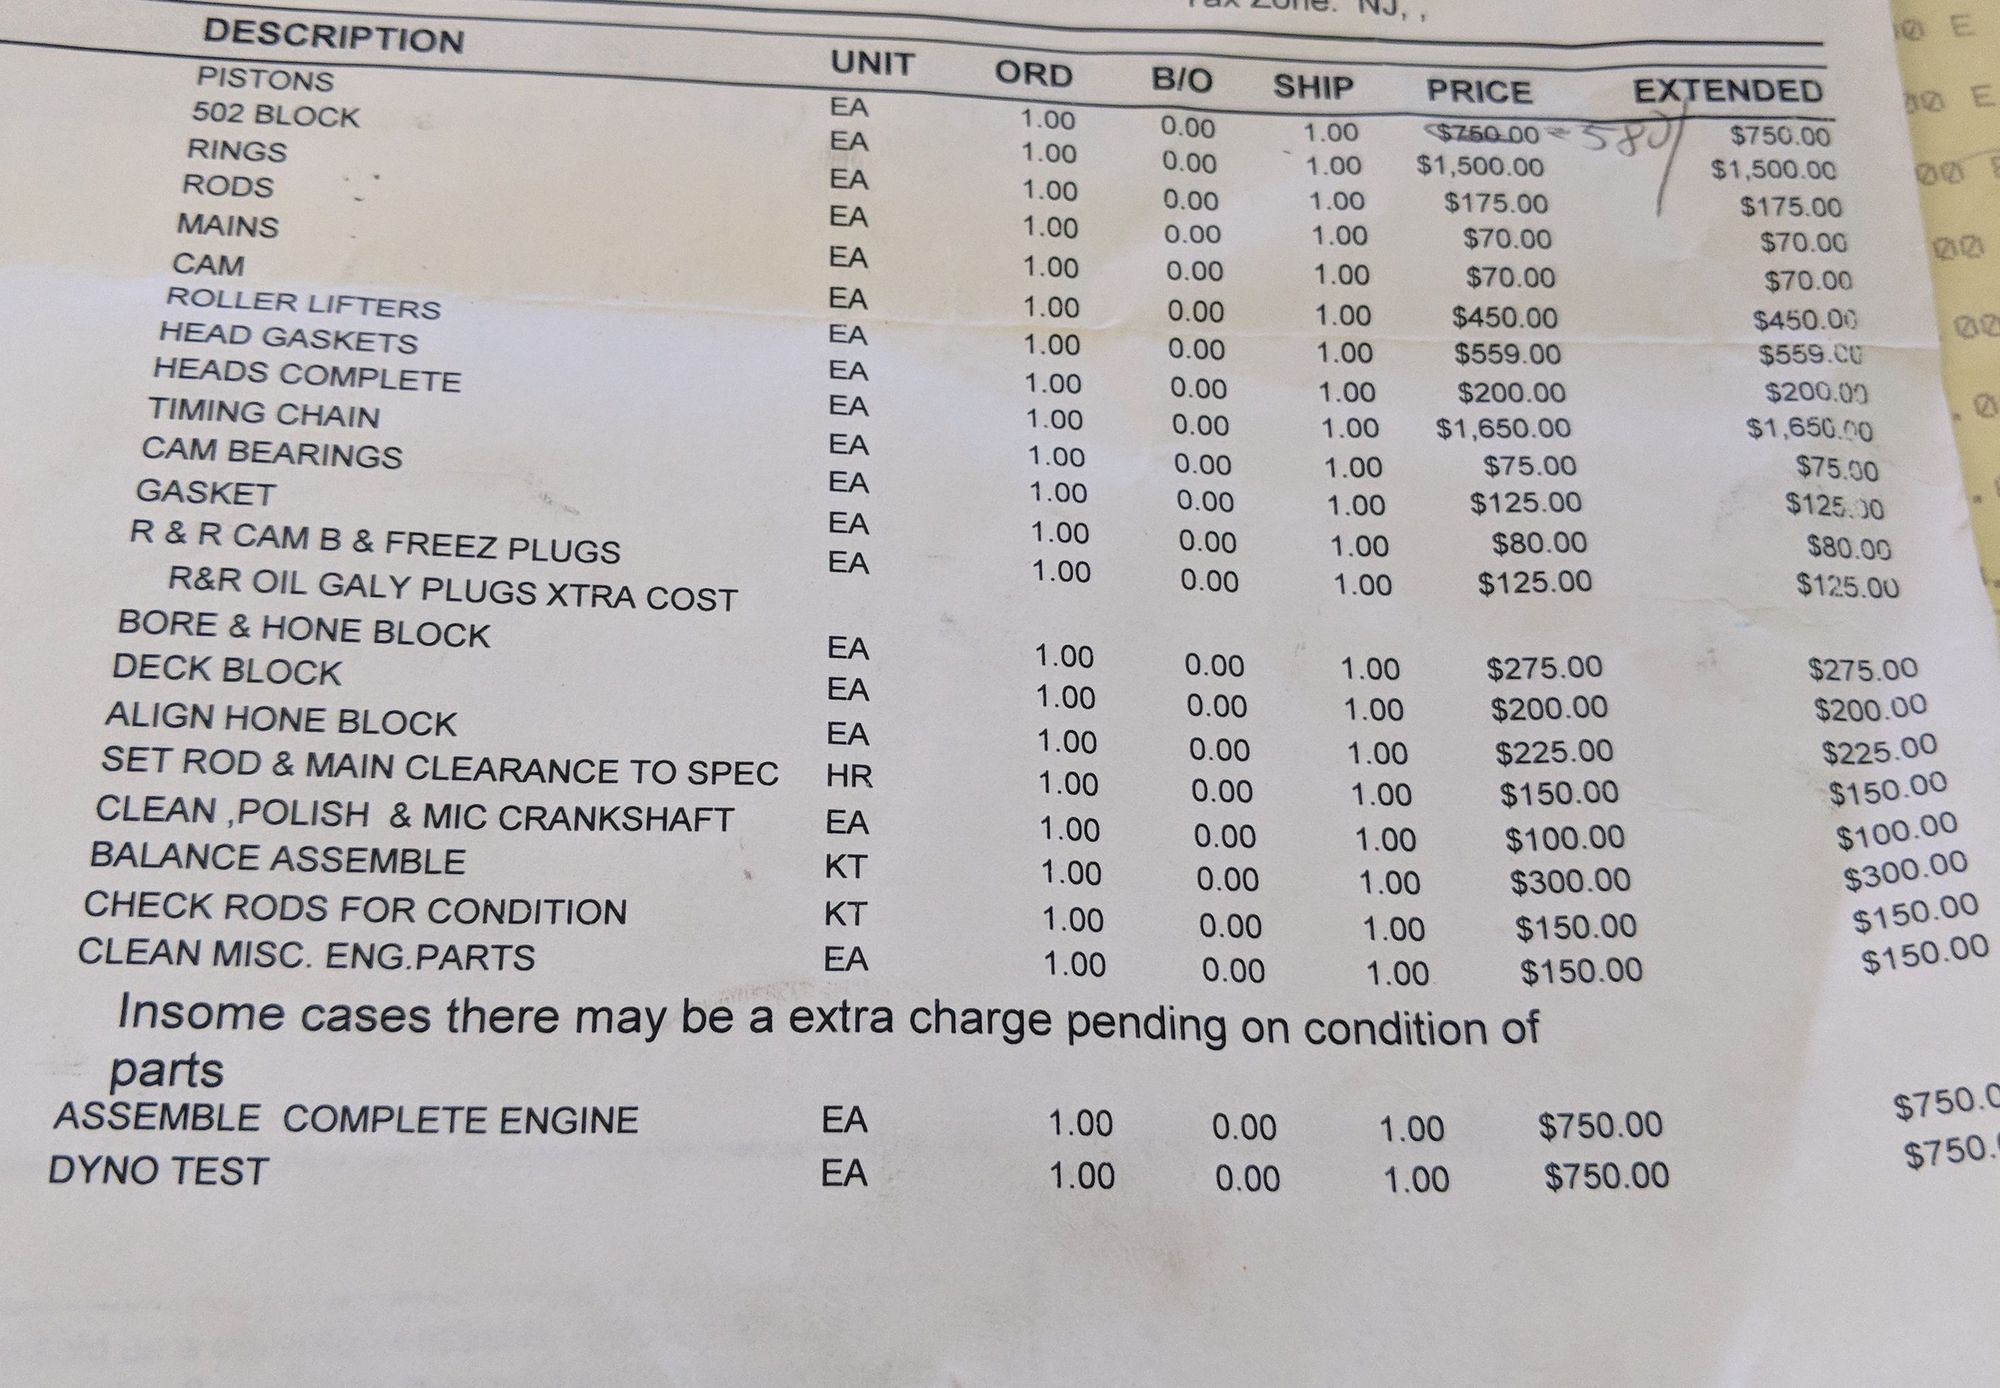 Tax Zone: NJ, ,
DESCRIPTION UNIT ORD B/O SHIP PRICE EXTENDED
PISTONS EA 1.00 0.00 1.00 $750.00 = 580/ $750.00
502 BLOCK EA 1.00 0.00 1.00 $1,500.00 $1,500.00
RINGS EA 1.00 0.00 1.00 $175.00 $175.00
RODS EA 1.00 0.00 1.00 $70.00 $70.00
MAINS EA 1.00 0.00 1.00 $70.00 $70.00
CAM EA 1.00 0.00 1.00 $450.00 $450.00
ROLLER LIFTERS EA 1.00 0.00 1.00 $559.00 $559.00
HEAD GASKETS EA 1.00 0.00 1.00 $200.00 $200.00
HEADS COMPLETE EA 1.00 0.00 1.00 $1,650.00 $1,650.00
TIMING CHAIN EA 1.00 0.00 1.00 $75.00 $75.00
CAM BEARINGS EA 1.00 0.00 1.00 $125.00 $125.00
GASKET EA 1.00 0.00 1.00 $80.00 $80.00
R & R CAM B & FREEZ PLUGS EA 1.00 0.00 1.00 $125.00 $125.00
R&R OIL GALY PLUGS XTRA COST
BORE & HONE BLOCK EA 1.00 0.00 1.00 $275.00 $275.00
DECK BLOCK EA 1.00 0.00 1.00 $200.00 $200.00
ALIGN HONE BLOCK EA 1.00 0.00 1.00 $225.00 $225.00
SET ROD & MAIN CLEARANCE TO SPEC HR 1.00 0.00 1.00 $150.00 $150.00
CLEAN ,POLISH & MIC CRANKSHAFT EA 1.00 0.00 1.00 $100.00 $100.00
BALANCE ASSEMBLE KT 1.00 0.00 1.00 $300.00 $300.00
CHECK RODS FOR CONDITION KT 1.00 0.00 1.00 $150.00 $150.00
CLEAN MISC. ENG.PARTS EA 1.00 0.00 1.00 $150.00 $150.00
Insome cases there may be a extra charge pending on condition of
parts
ASSEMBLE COMPLETE ENGINE EA 1.00 0.00 1.00 $750.00 $750.0
DYNO TEST EA 1.00 0.00 1.00 $750.00 $750.